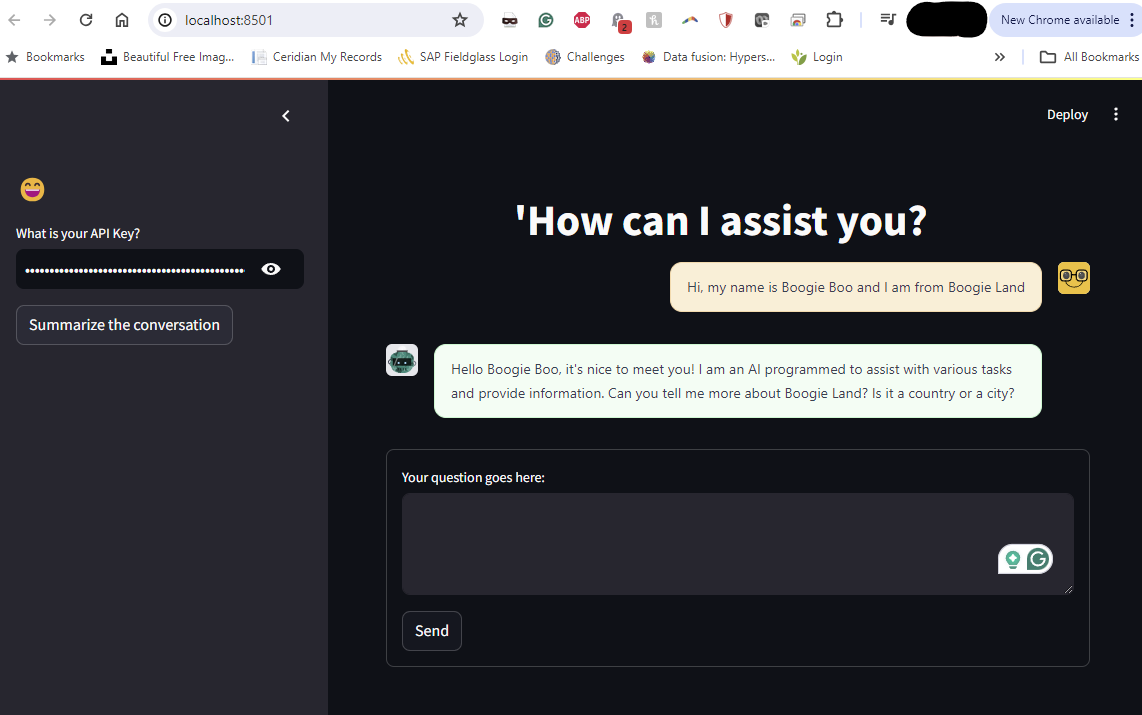 localhost:8501
ABP
2
New Chrome available
Bookmarks
Beautiful Free Imag...
Ceridian My Records
SAP Fieldglass Login
Challenges
Data fusion: Hypers...
Login
»
All Bookmarks
Deploy
What is your API Key?
Summarize the conversation
'How can I assist you?
Hi, my name is Boogie Boo and I am from Boogie Land
Hello Boogie Boo, it's nice to meet you! I am an AI programmed to assist with various tasks
and provide information. Can you tell me more about Boogie Land? Is it a country or a city?
Your question goes here:
Send